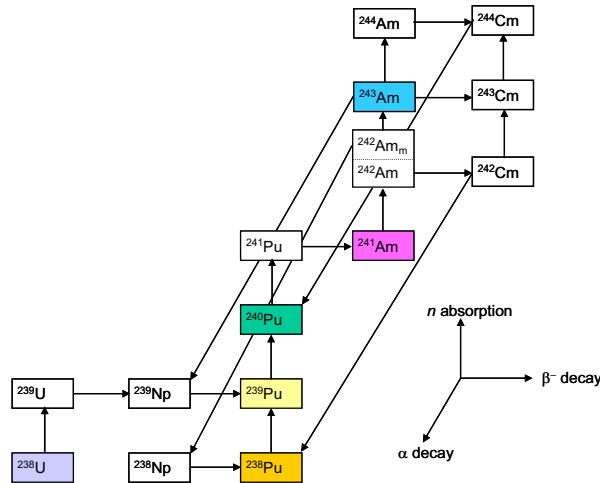 ²⁴⁴Am ²⁴⁴Cm
²⁴³Am ²⁴³Cm
²⁴²Amₘ
²⁴²Am ²⁴²Cm
²⁴¹Pu ²⁴¹Am
²⁴⁰Pu
n absorption
²³⁹U ²³⁹Np ²³⁹Pu
β⁻ decay
α decay
²³⁸U ²³⁸Np ²³⁸Pu